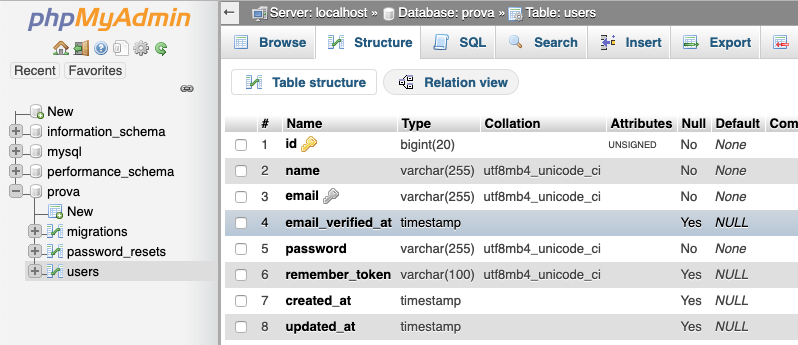 phpMyAdmin
Recent Favorites
New
information_schema
mysql
performance_schema
prova
New
migrations
password_resets
users
Server: localhost » Database: prova » Table: users
Browse Structure SQL Search Insert Export
Table structure Relation view
# Name Type Collation Attributes Null Default Com
1 id bigint(20) UNSIGNED No None
2 name varchar(255) utf8mb4_unicode_ci No None
3 email varchar(255) utf8mb4_unicode_ci No None
4 email_verified_at timestamp Yes NULL
5 password varchar(255) utf8mb4_unicode_ci No None
6 remember_token varchar(100) utf8mb4_unicode_ci Yes NULL
7 created_at timestamp Yes NULL
8 updated_at timestamp Yes NULL